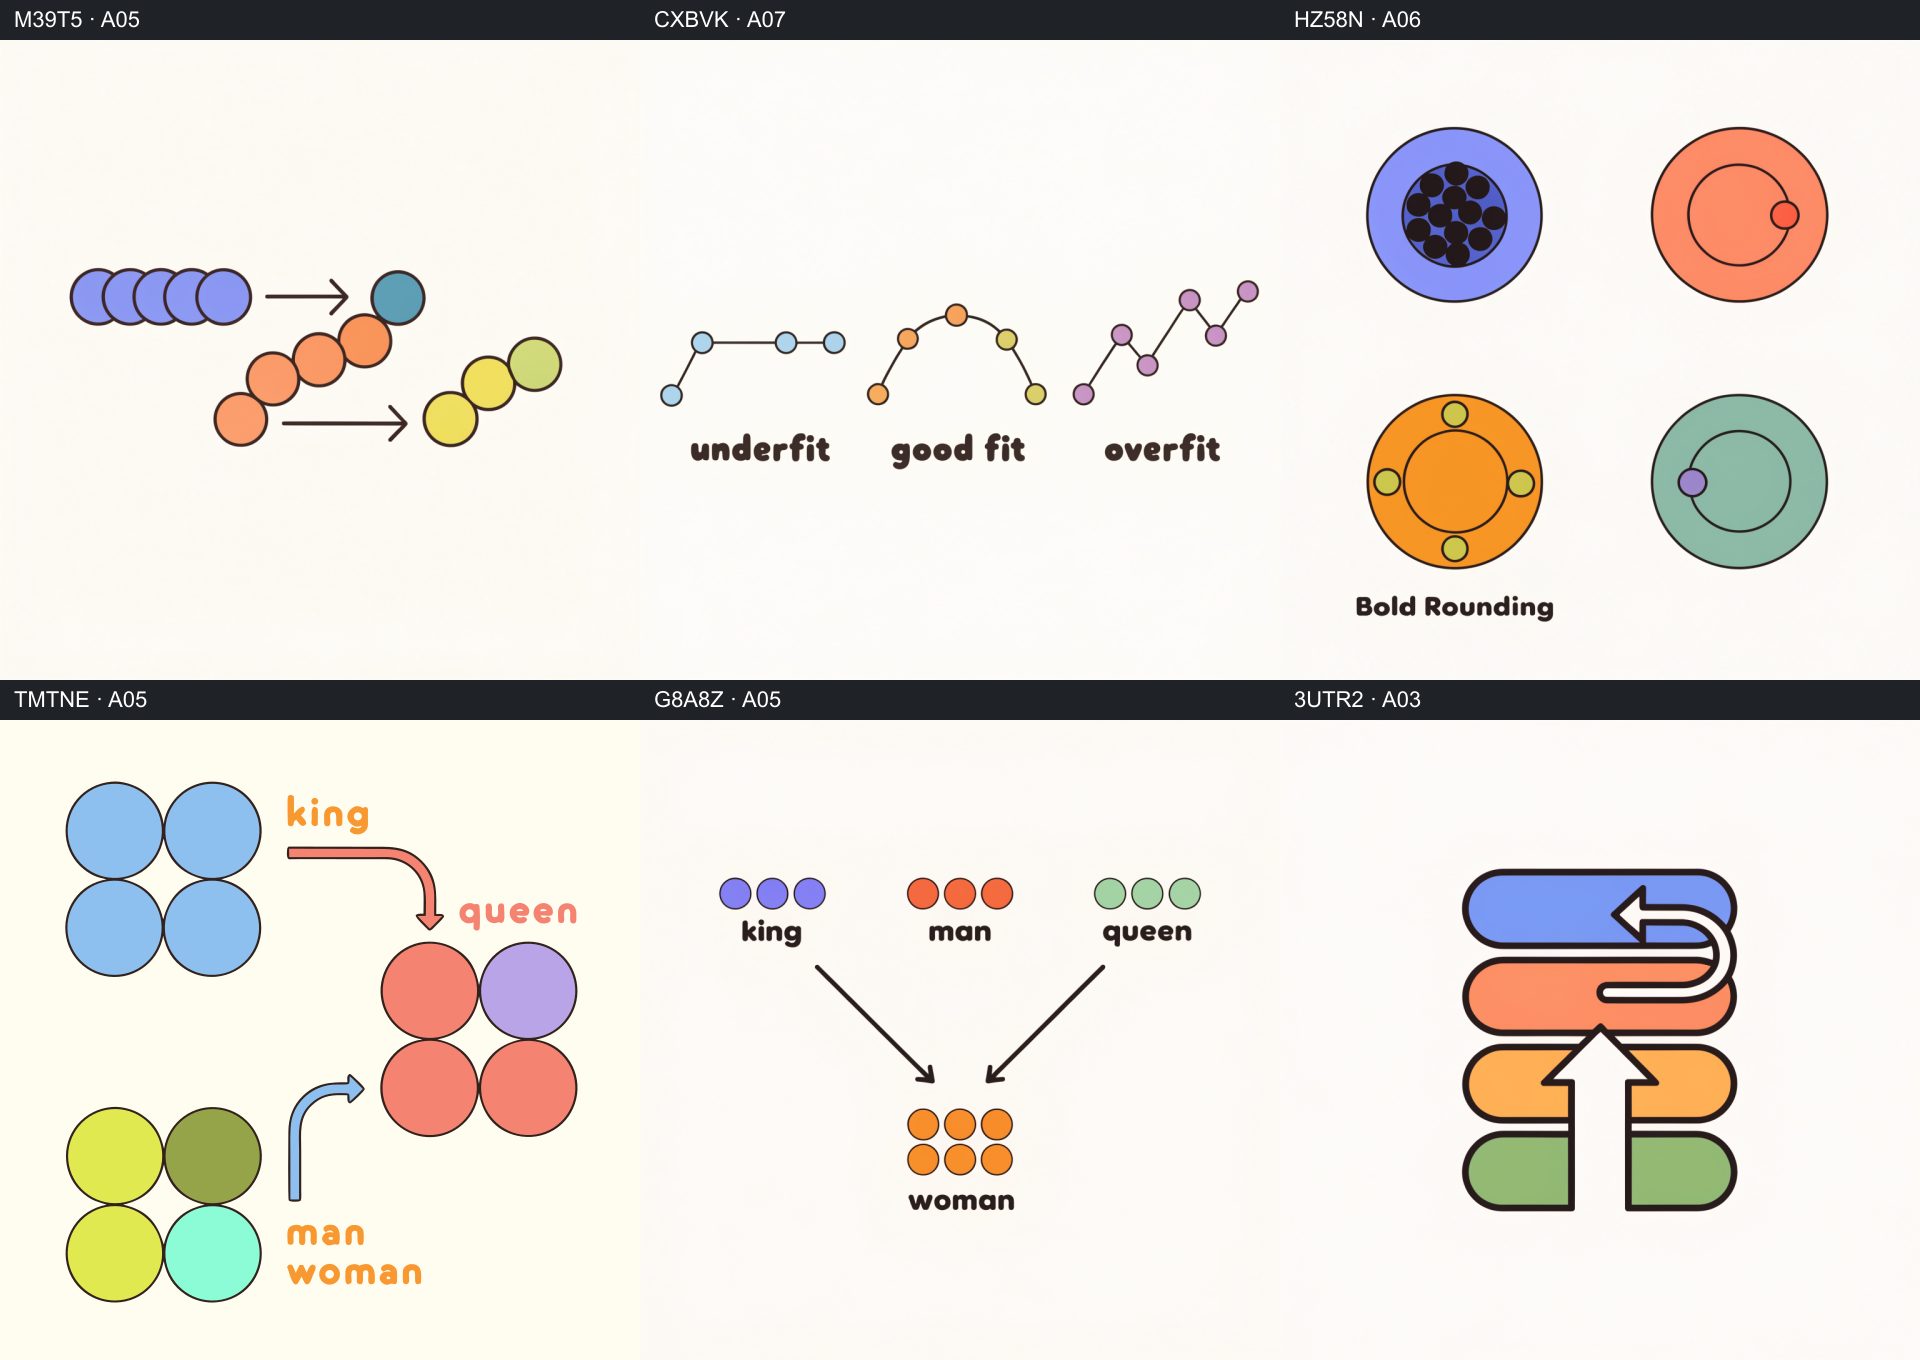 M39T5 · A05
CXBVK · A07
HZ58N · A06
underfit
good fit
overfit
Bold Rounding
TMTNE · A05
G8A8Z · A05
3UTR2 · A03
king
queen
man
woman
king
man
queen
woman